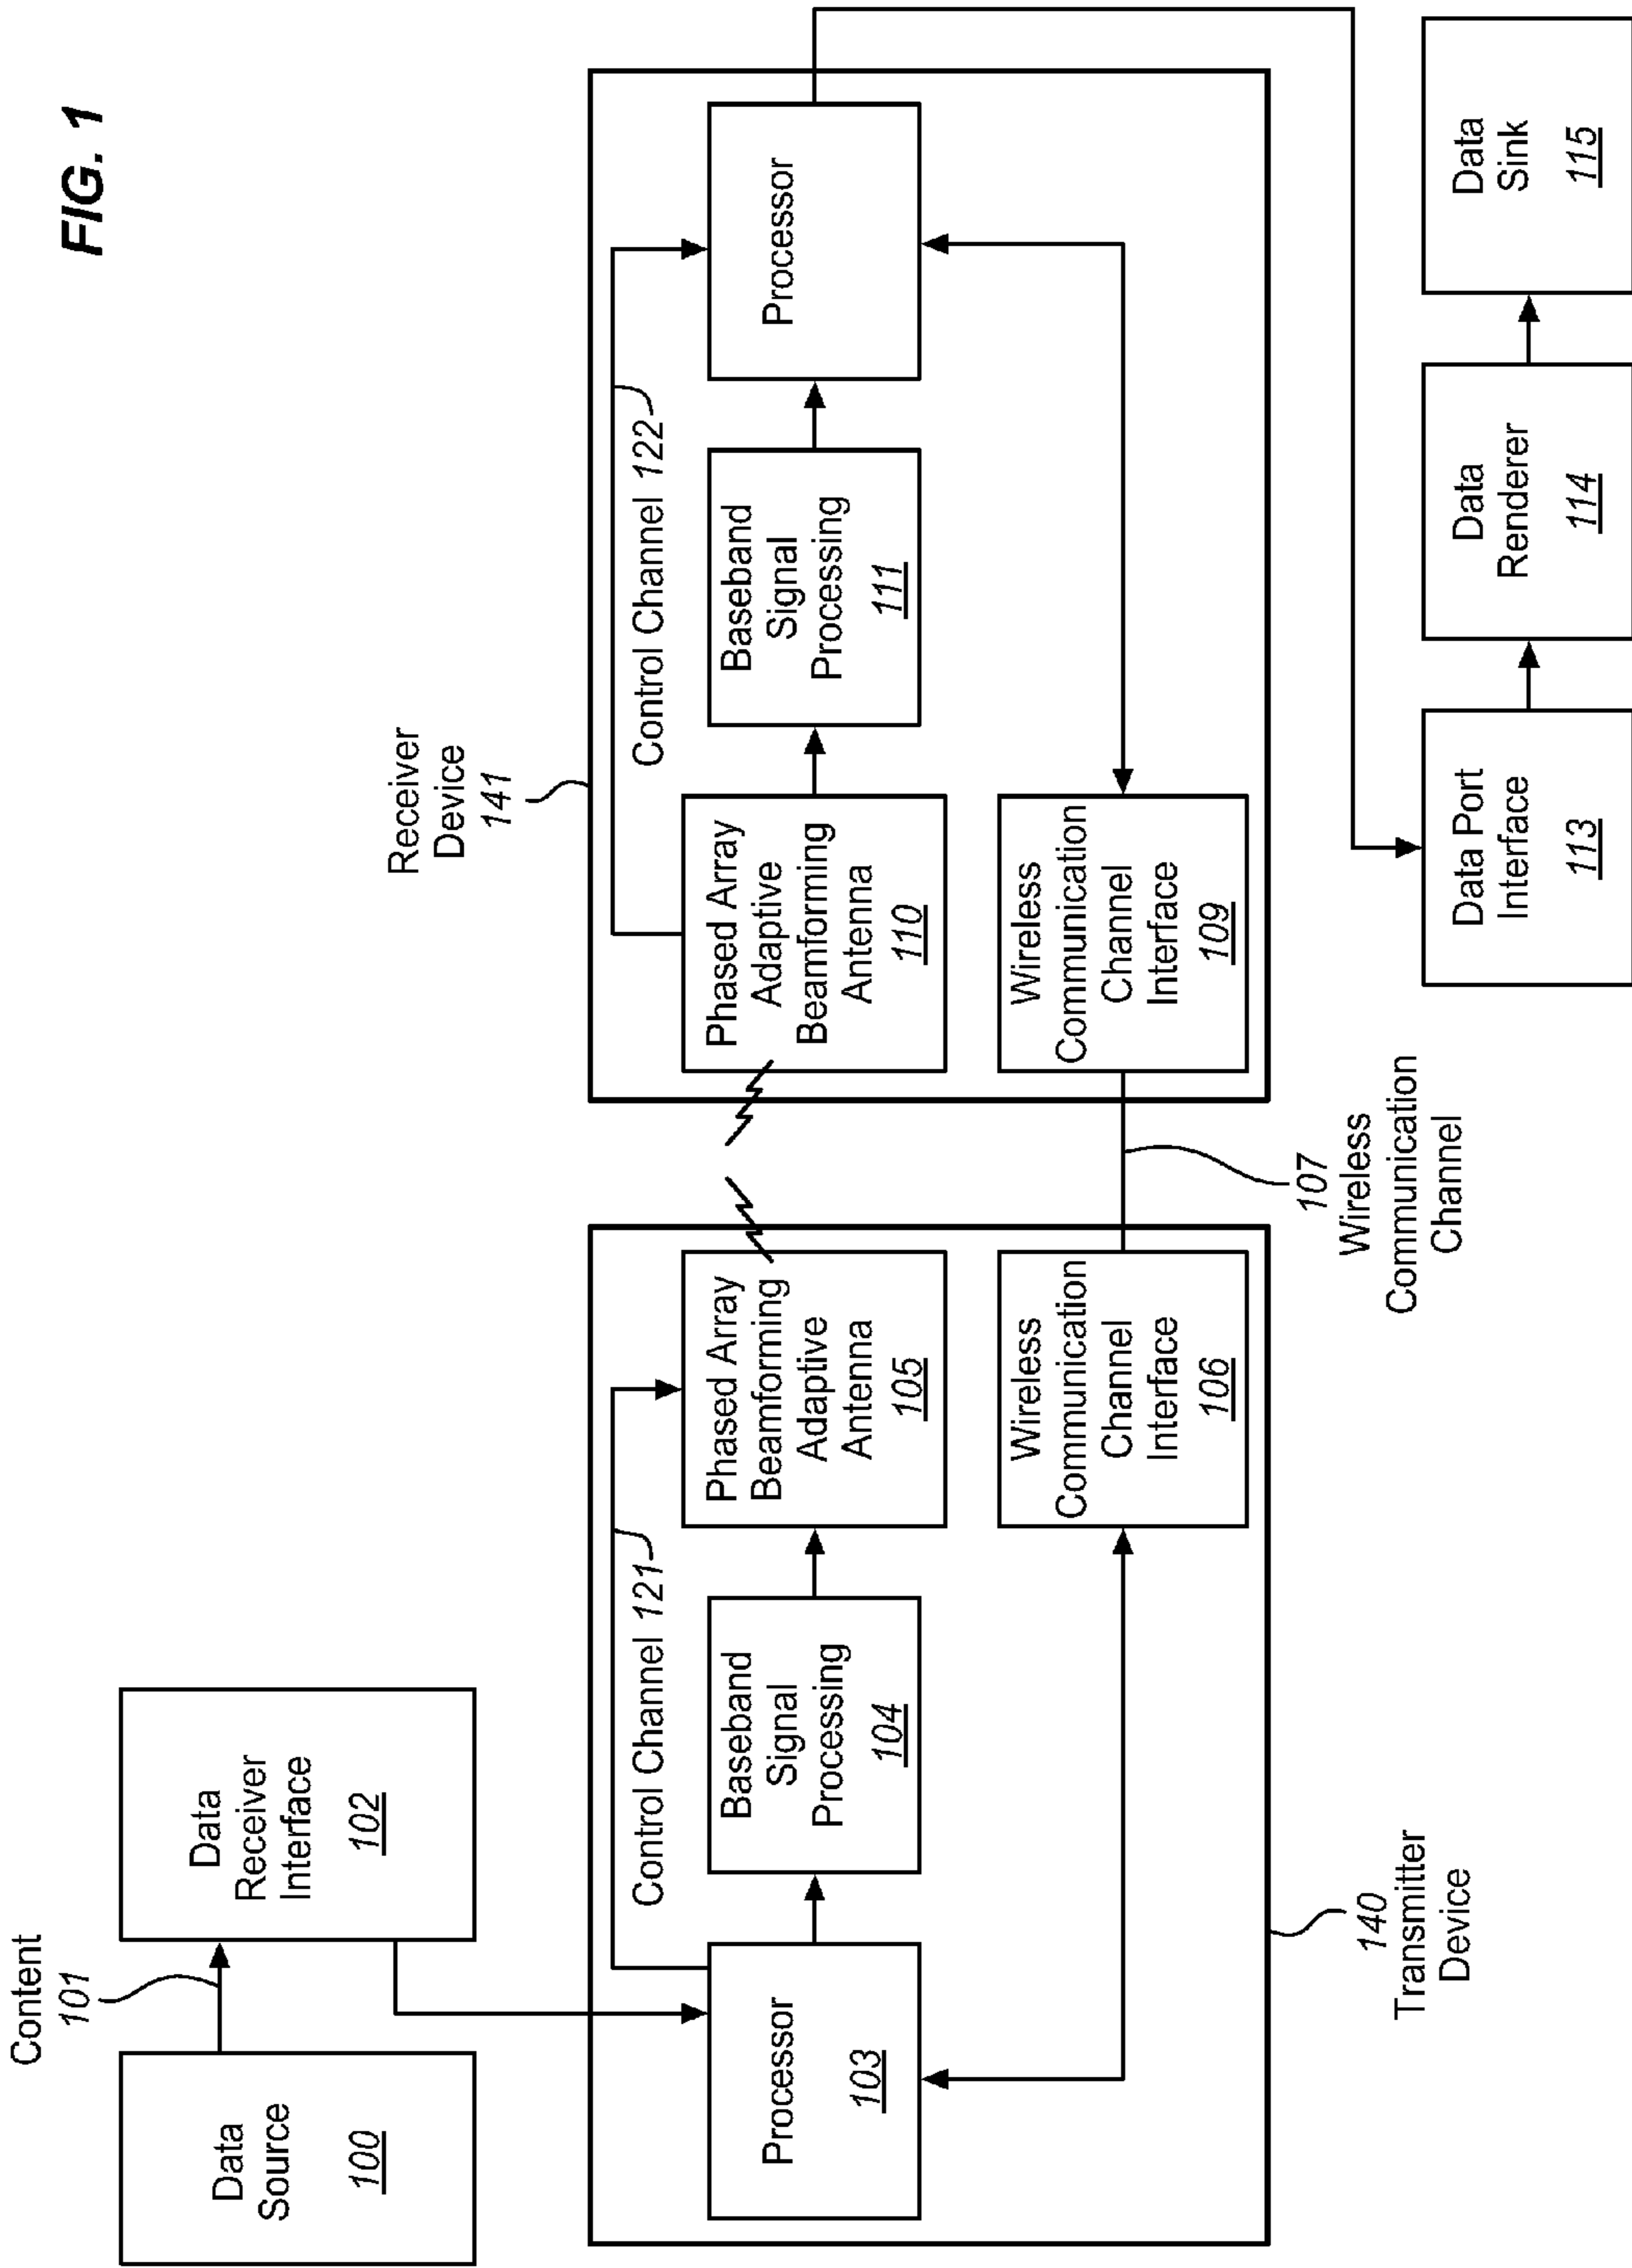 FIG. 1
Content
101
Data
Source
100
Data
Receiver
Interface
102
Receiver
Device
141
Control Channel 121
Processor
103
Baseband
Signal
Processing
104
Phased Array
Beamforming
Adaptive
Antenna
105
Wireless
Communication
Channel
Interface
106
140
Transmitter
Device
107
Wireless
Communication
Channel
Control Channel 122
Phased Array
Adaptive
Beamforming
Antenna
110
Baseband
Signal
Processing
111
Processor
Wireless
Communication
Channel
Interface
109
Data Port
Interface
113
Data
Renderer
114
Data
Sink
115